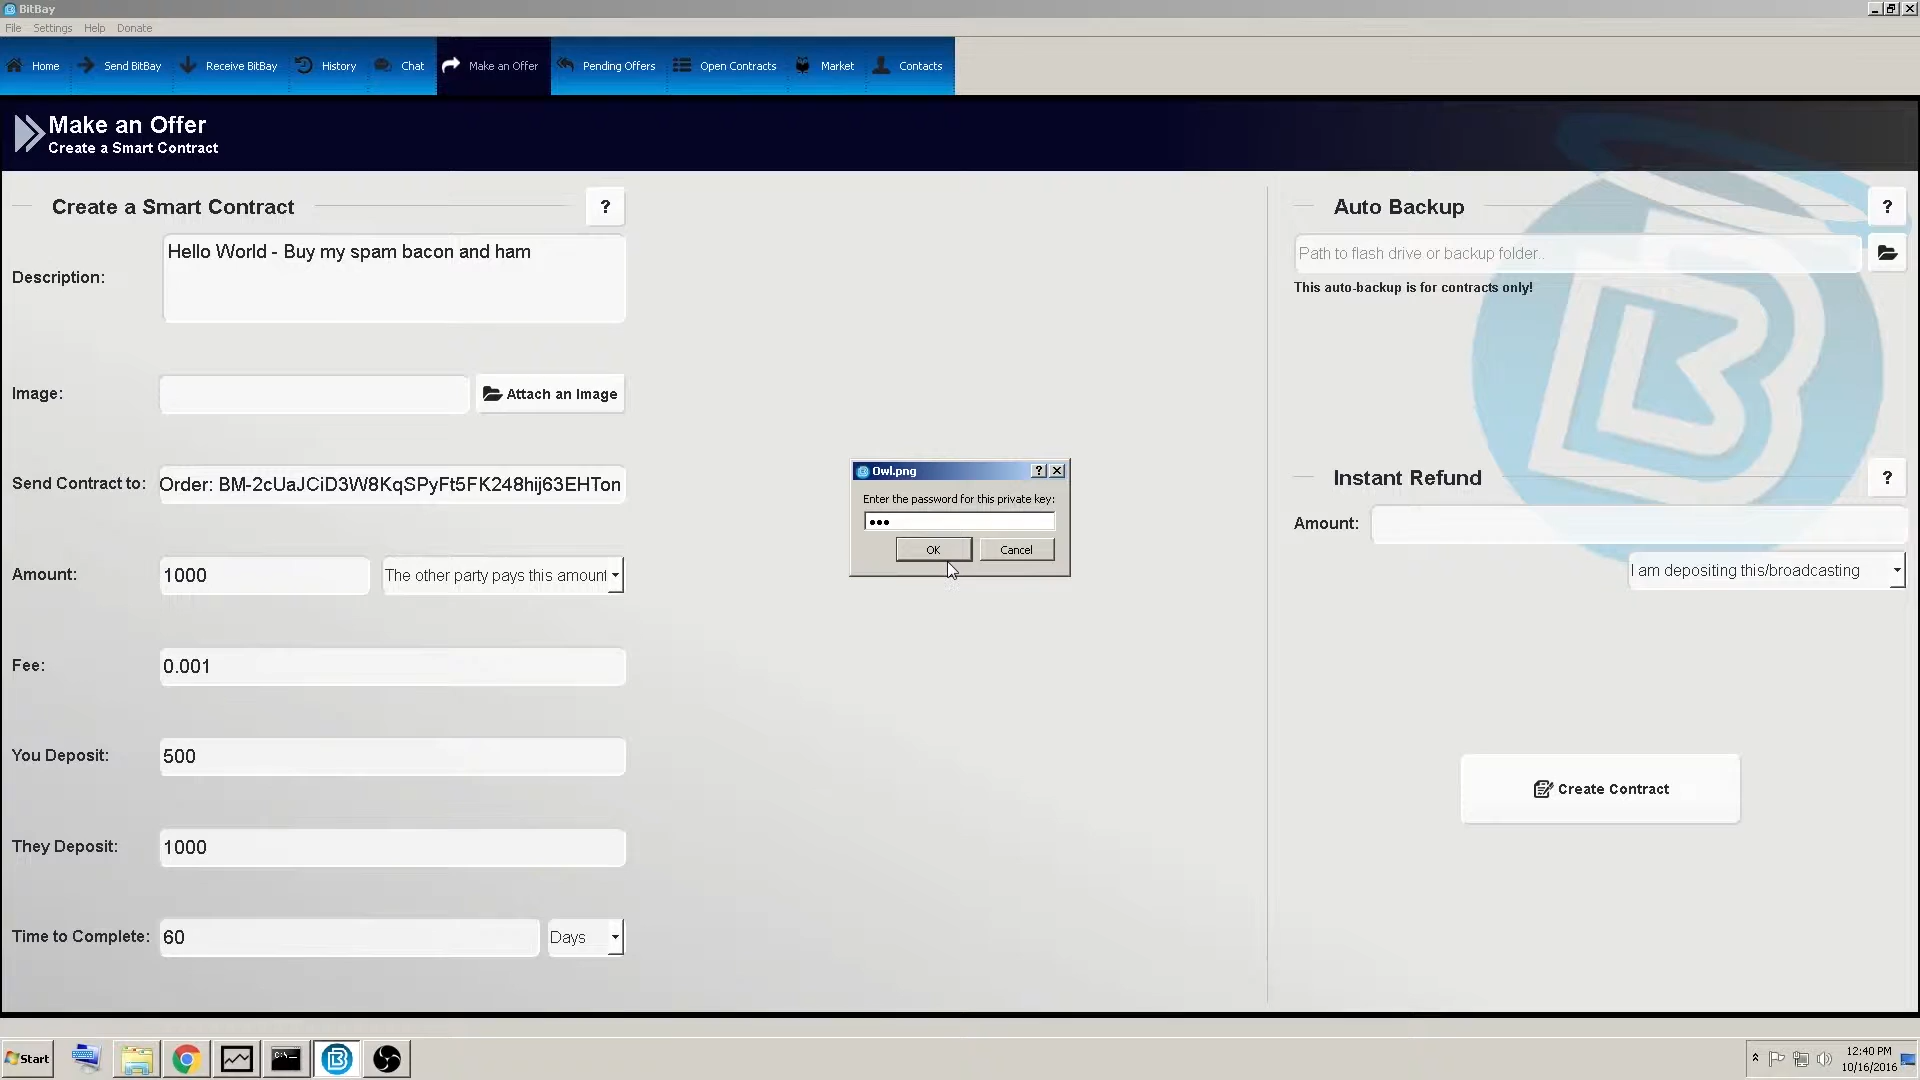 BitBay
File Settings Help Donate
Home Send BitBay Receive BitBay History Chat Make an Offer Pending Offers Open Contracts Market Contacts
Make an Offer
Create a Smart Contract
Create a Smart Contract ?
Description: Hello World - Buy my spam bacon and ham
Image: Attach an Image
Send Contract to: Order: BM-2cUaJCiD3W8KqSPyFt5FK248hij63EHTon
Amount: 1000 The other party pays this amount
Fee: 0.001
You Deposit: 500
They Deposit: 1000
Time to Complete: 60 Days
Owl.png
Enter the password for this private key:
OK Cancel
Auto Backup ?
Path to flash drive or backup folder..
This auto-backup is for contracts only!
Instant Refund ?
Amount:
I am depositing this/broadcasting
Create Contract
Start
12:40 PM
10/16/2016